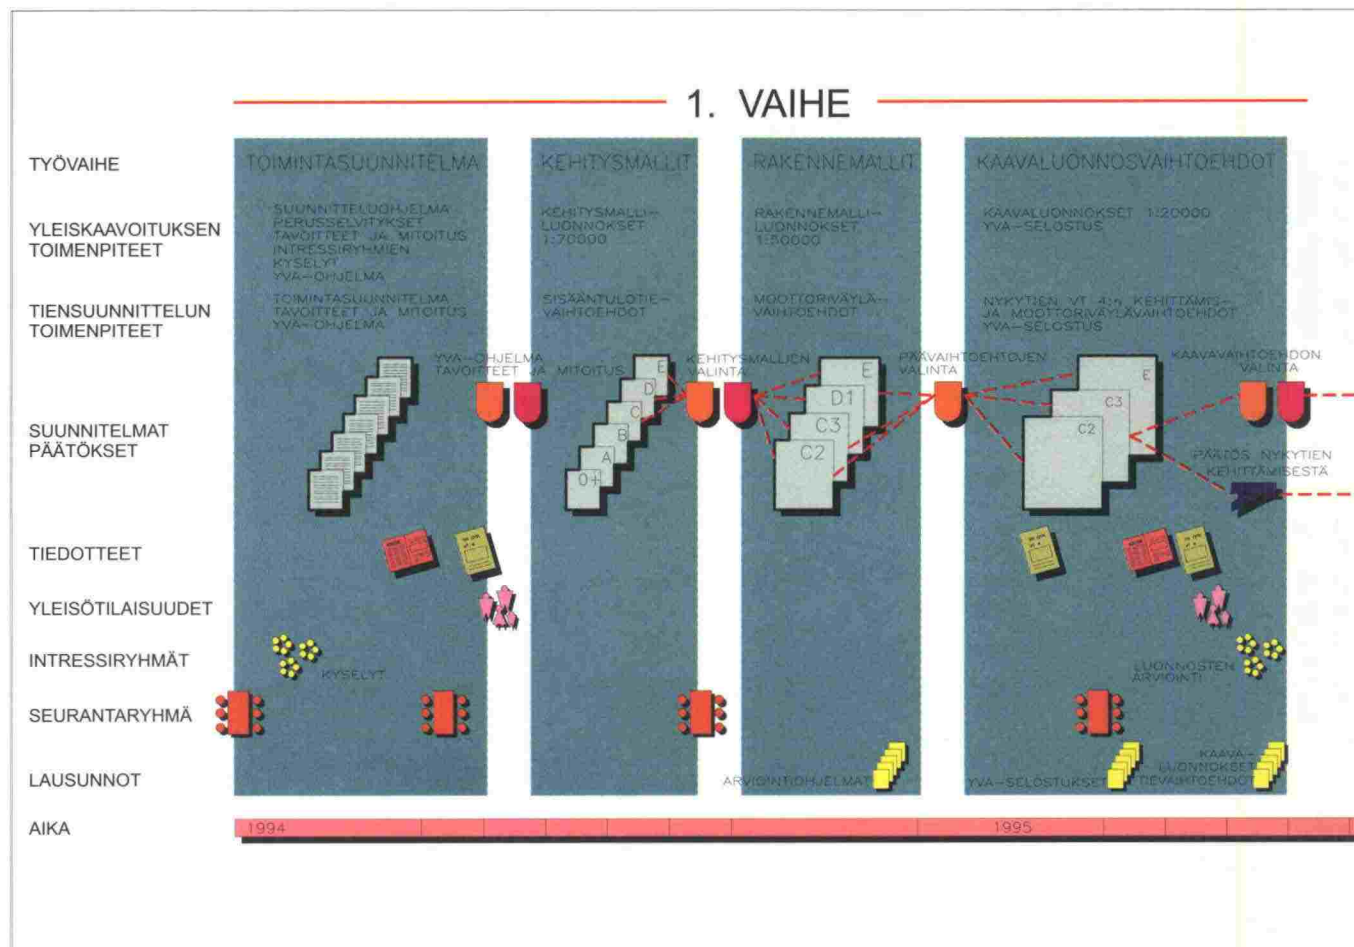 1. VAIHE
TYÖVAIHE
TOIMINTASUUNNITELMA
KEHITYSMALLIT
RAKENNEMALLIT
KAAVALUONNOSVAIHTOEHDOT
YLEISKAAVOITUKSEN
TOIMENPITEET
SUUNNITTELUOHJELMA
PERUSSELVITYKSET
TAVOITTEET JA MITOITUS
INTRESSIRYHMIEN
KYSELYT
YVA-OHJELMA
KEHITYSMALLI-
LUONNOKSET
1:70000
RAKENNEMALLI-
LUONNOKSET
1:50000
KAAVALUONNOKSET 1:20000
YVA-SELOSTUS
TIENSUUNNITTELUN
TOIMENPITEET
TOIMINTASUUNNITELMA
TAVOITTEET JA MITOITUS
YVA-OHJELMA
SISÄÄNTULOTIE-
VAIHTOEHDOT
MOOTTORIVÄYLÄ-
VAIHTOEHDOT
NYKYTIEN VT 4:n KEHITTÄMIS-
JA MOOTTORIVÄYLÄVAIHTOEHDOT
YVA-SELOSTUS
SUUNNITELMAT
PÄÄTÖKSET
YVA-OHJELMA
TAVOITTEET JA MITOITUS
E
D
C
B
A
0+
KEHITYSMALLIEN
VALINTA
E
D1
C3
C2
PÄÄVAIHTOEHTOJEN
VALINTA
E
C3
C2
KAAVAVAIHTOEHDON
VALINTA
PÄÄTÖS NYKYTIEN
KEHITTÄMISESTÄ
TIEDOTTEET
YLEISÖTILAISUUDET
INTRESSIRYHMÄT
KYSELYT
LUONNOSTEN
ARVIOINTI
SEURANTARYHMÄ
LAUSUNNOT
ARVIOINTIOHJELMAT
YVA-SELOSTUKSET
KAAVA-
LUONNOKSET
TIEVAIHTOEHDOT
AIKA
1994
1995